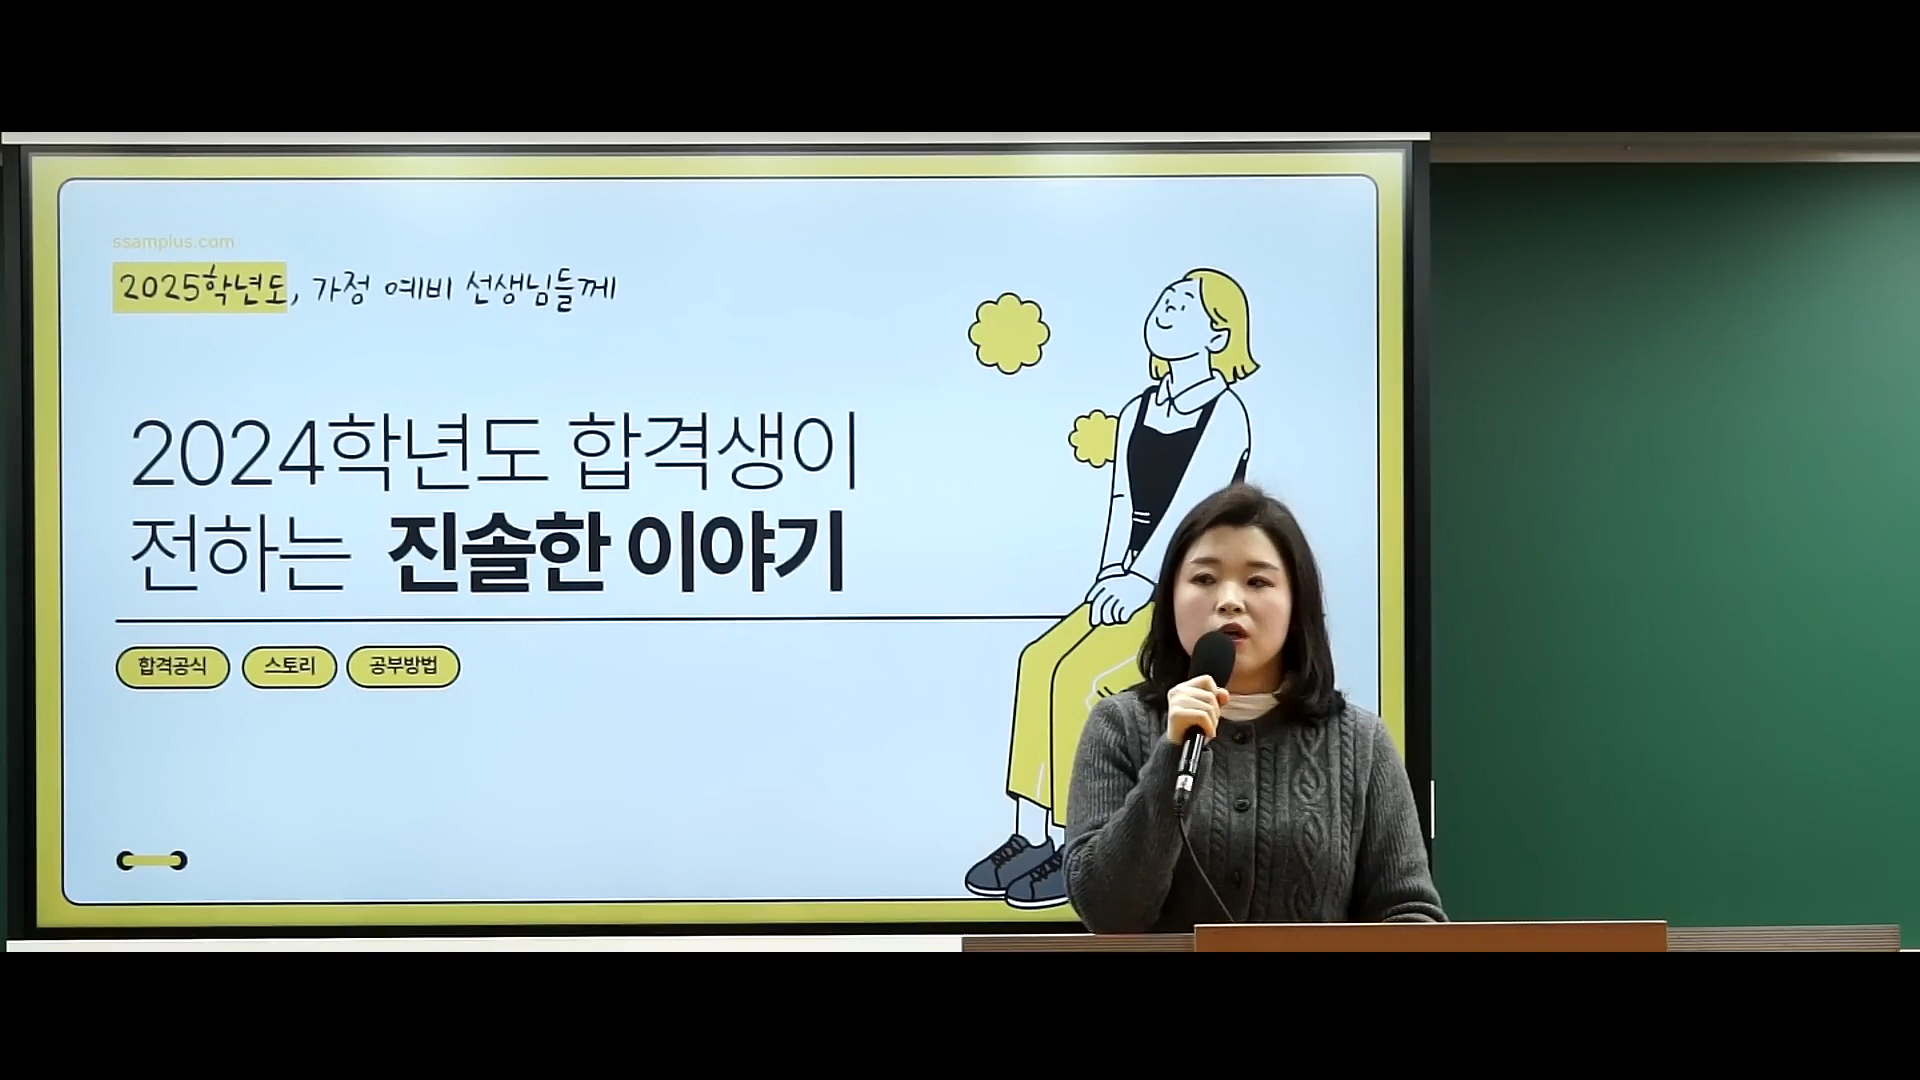 ssamplus.com
2025학년도, 가정 예비 선생님들께
2024학년도 합격생이
전하는 진솔한 이야기
합격공식 스토리 공부방법